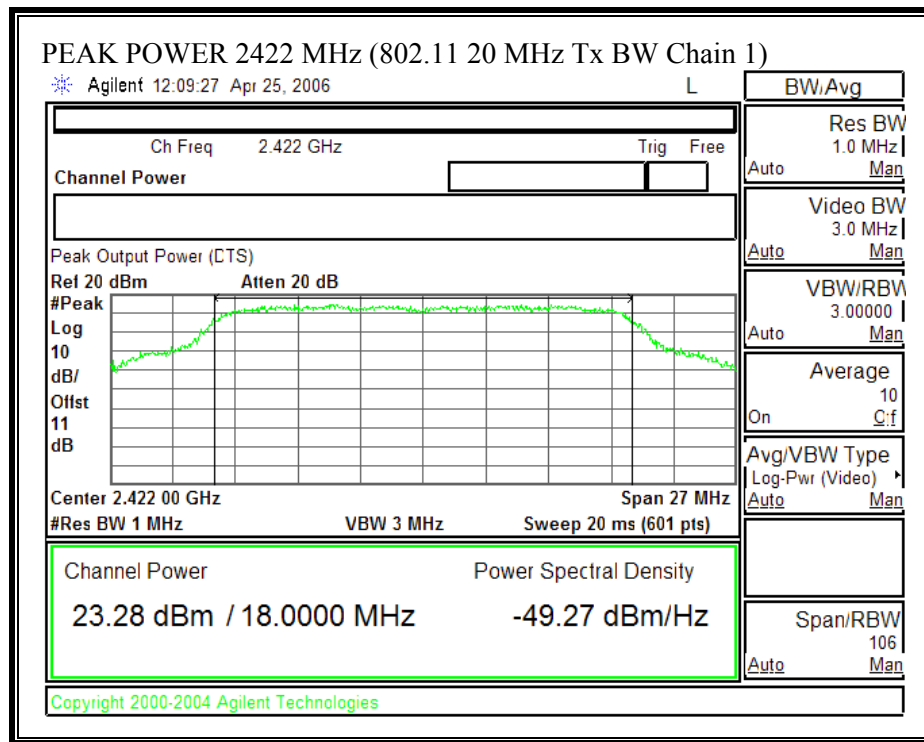 PEAK POWER 2422 MHz (802.11 20 MHz Tx BW Chain 1)
Agilent 12:09:27 Apr 25, 2006 L
Ch Freq 2.422 GHz Trig Free
Channel Power
Peak Output Power (DTS)
Ref 20 dBm Atten 20 dB
#Peak
Log
10
dB/
Offst
11
dB
Center 2.422 00 GHz Span 27 MHz
#Res BW 1 MHz VBW 3 MHz Sweep 20 ms (601 pts)
Channel Power Power Spectral Density
23.28 dBm / 18.0000 MHz -49.27 dBm/Hz
Copyright 2000-2004 Agilent Technologies
BW/Avg
Res BW
1.0 MHz
Auto Man
Video BW
3.0 MHz
Auto Man
VBW/RBW
3.00000
Auto Man
Average
10
On Off
Avg/VBW Type
Log-Pwr (Video)
Auto Man
Span/RBW
106
Auto Man